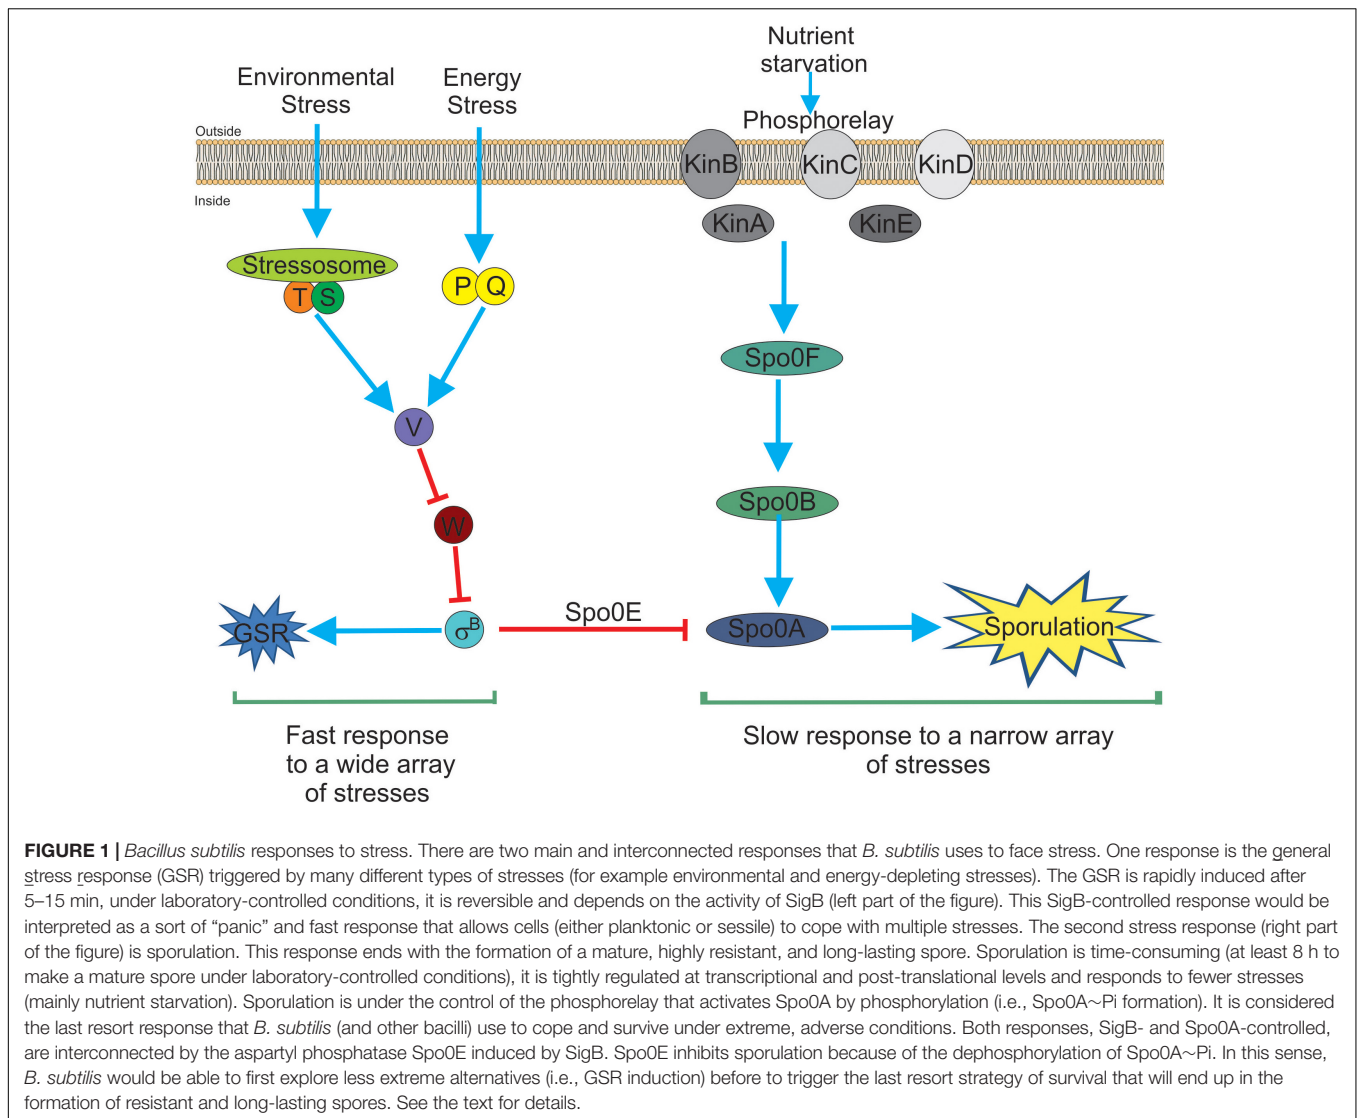 Nutrient
starvation
Environmental
Stress
Energy
Stress
Phosphorelay
Outside
KinB
KinC
KinD
Inside
KinA
KinE
Stressosome
T S
P Q
Spo0F
V
Spo0B
W
GSR
σB
Spo0E
Spo0A
Sporulation
Fast response
to a wide array
of stresses
Slow response to a narrow array
of stresses
FIGURE 1 | Bacillus subtilis responses to stress. There are two main and interconnected responses that B. subtilis uses to face stress. One response is the general
stress response (GSR) triggered by many different types of stresses (for example environmental and energy-depleting stresses). The GSR is rapidly induced after
5–15 min, under laboratory-controlled conditions, it is reversible and depends on the activity of SigB (left part of the figure). This SigB-controlled response would be
interpreted as a sort of “panic” and fast response that allows cells (either planktonic or sessile) to cope with multiple stresses. The second stress response (right part
of the figure) is sporulation. This response ends with the formation of a mature, highly resistant, and long-lasting spore. Sporulation is time-consuming (at least 8 h to
make a mature spore under laboratory-controlled conditions), it is tightly regulated at transcriptional and post-translational levels and responds to fewer stresses
(mainly nutrient starvation). Sporulation is under the control of the phosphorelay that activates Spo0A by phosphorylation (i.e., Spo0A∼Pi formation). It is considered
the last resort response that B. subtilis (and other bacilli) use to cope and survive under extreme, adverse conditions. Both responses, SigB- and Spo0A-controlled,
are interconnected by the aspartyl phosphatase Spo0E induced by SigB. Spo0E inhibits sporulation because of the dephosphorylation of Spo0A∼Pi. In this sense,
B. subtilis would be able to first explore less extreme alternatives (i.e., GSR induction) before to trigger the last resort strategy of survival that will end up in the
formation of resistant and long-lasting spores. See the text for details.